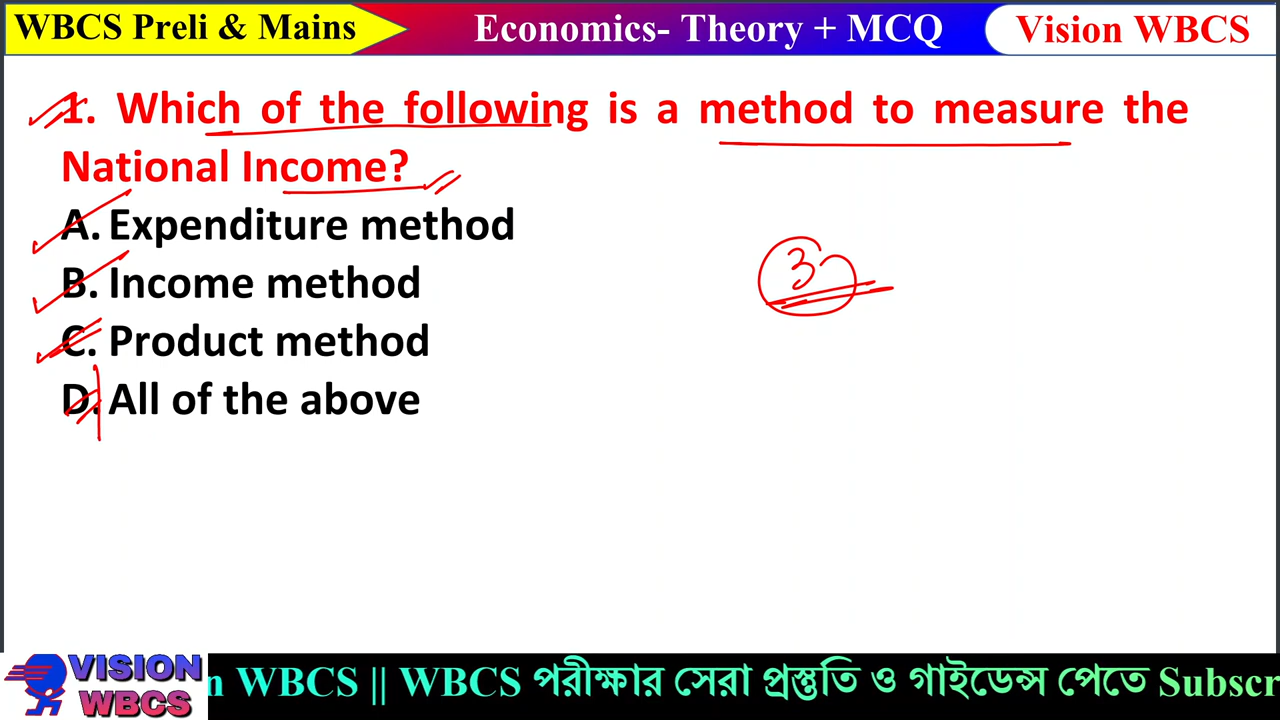 WBCS Preli & Mains
Economics- Theory + MCQ
Vision WBCS
1. Which of the following is a method to measure the
National Income?
A. Expenditure method
B. Income method
C. Product method
D. All of the above
VISION
WBCS
n WBCS || WBCS পরীক্ষার সেরা প্রস্তুতি ও গাইডেন্স পেতে Subscr